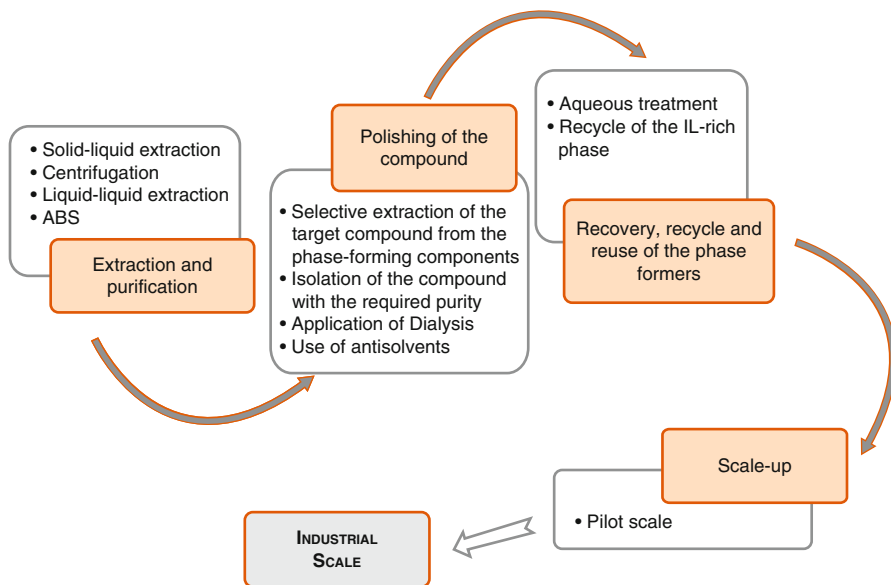 • Solid-liquid extraction
• Centrifugation
• Liquid-liquid extraction
• ABS
Extraction and
purification
Polishing of the
compound
• Selective extraction of the
target compound from the
phase-forming components
• Isolation of the compound
with the required purity
• Application of Dialysis
• Use of antisolvents
• Aqueous treatment
• Recycle of the IL-rich
phase
Recovery, recycle and
reuse of the phase
formers
Scale-up
• Pilot scale
INDUSTRIAL
SCALE